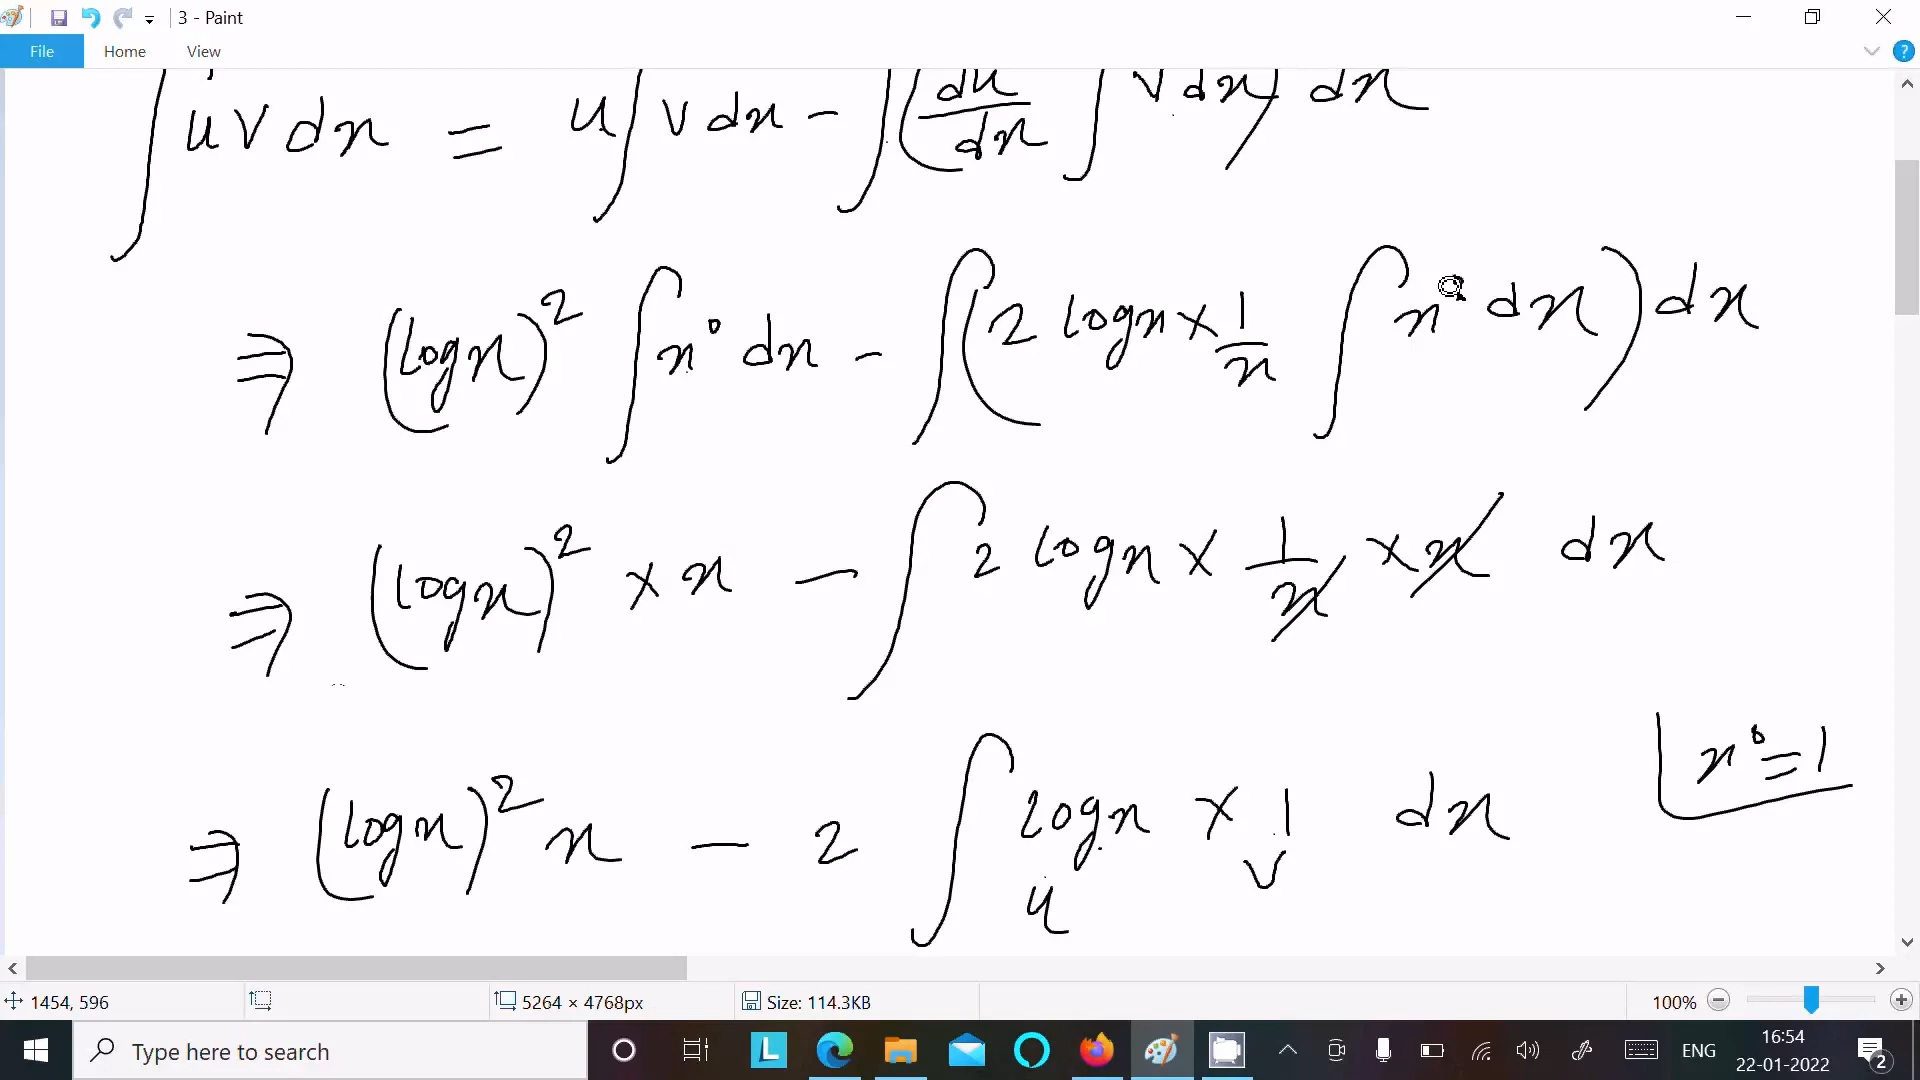 3 - Paint
File Home View
∫ u v dx = u ∫ v dx - ∫ ( du/dx ∫ v dx ) dx
⇒ (log x)² ∫ x⁰ dx - ∫ ( 2 log x × 1/x ∫ x⁰ dx ) dx
⇒ (log x)² × x - ∫ 2 log x × 1/x × x dx
x⁰ = 1
⇒ (log x)² x - 2 ∫ log x × 1 dx
u v
1454, 596 5264 × 4768px Size: 114.3KB 100%
Type here to search L ENG 16:54
22-01-2022 2